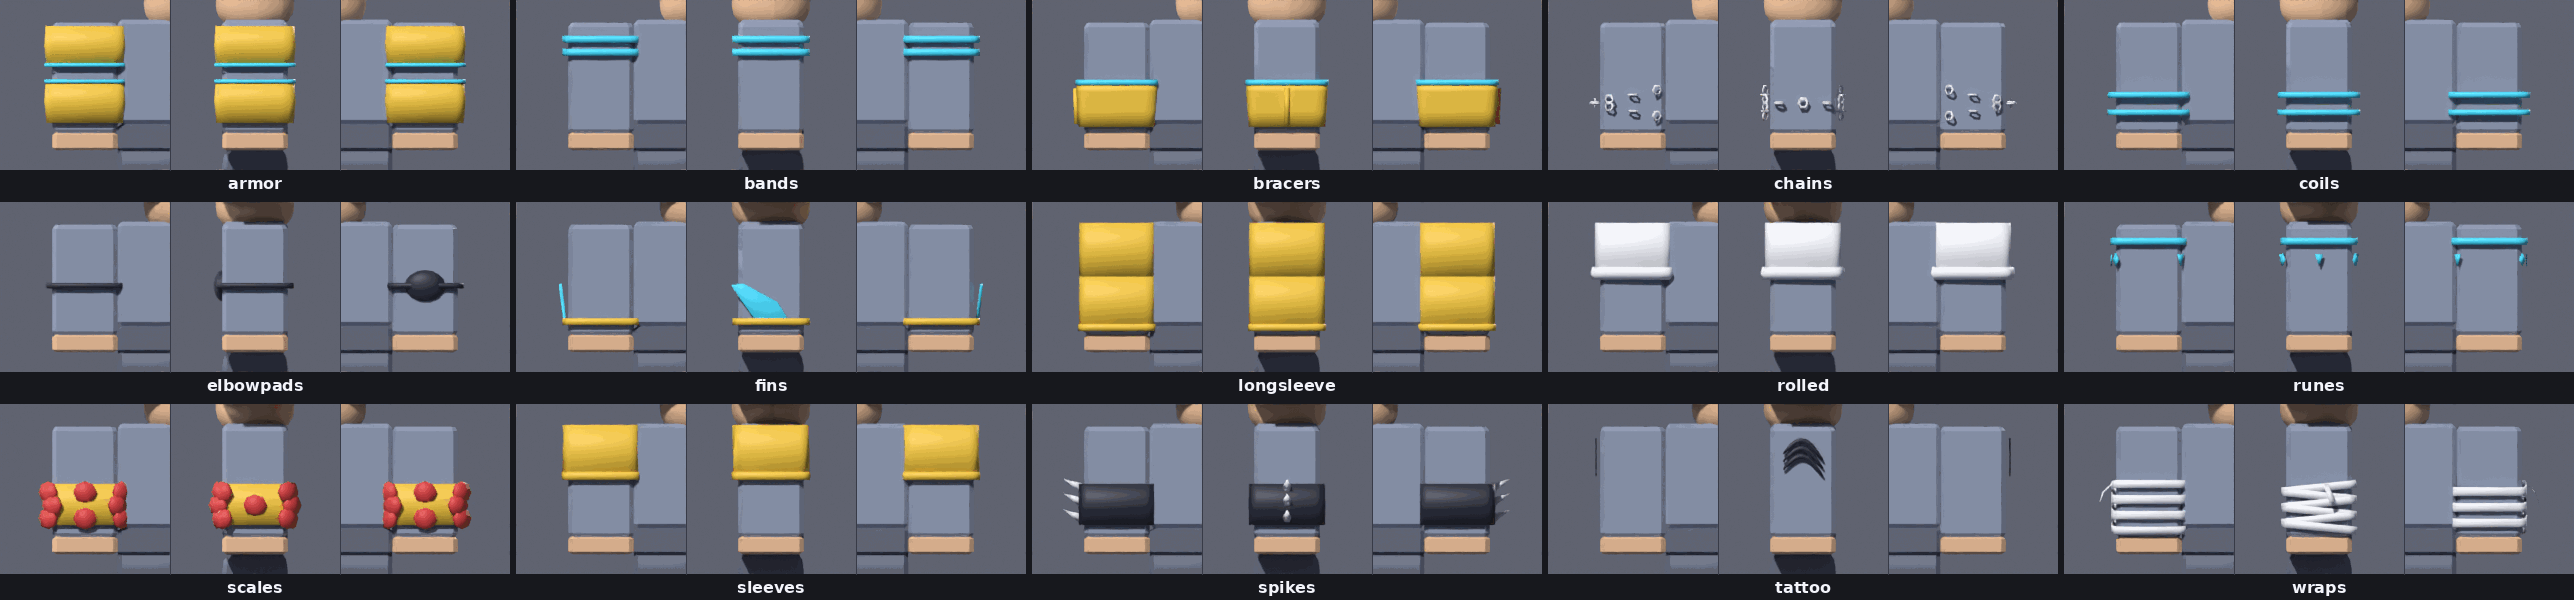 armor
bands
bracers
chains
coils
elbowpads
fins
longsleeve
rolled
runes
scales
sleeves
spikes
tattoo
wraps